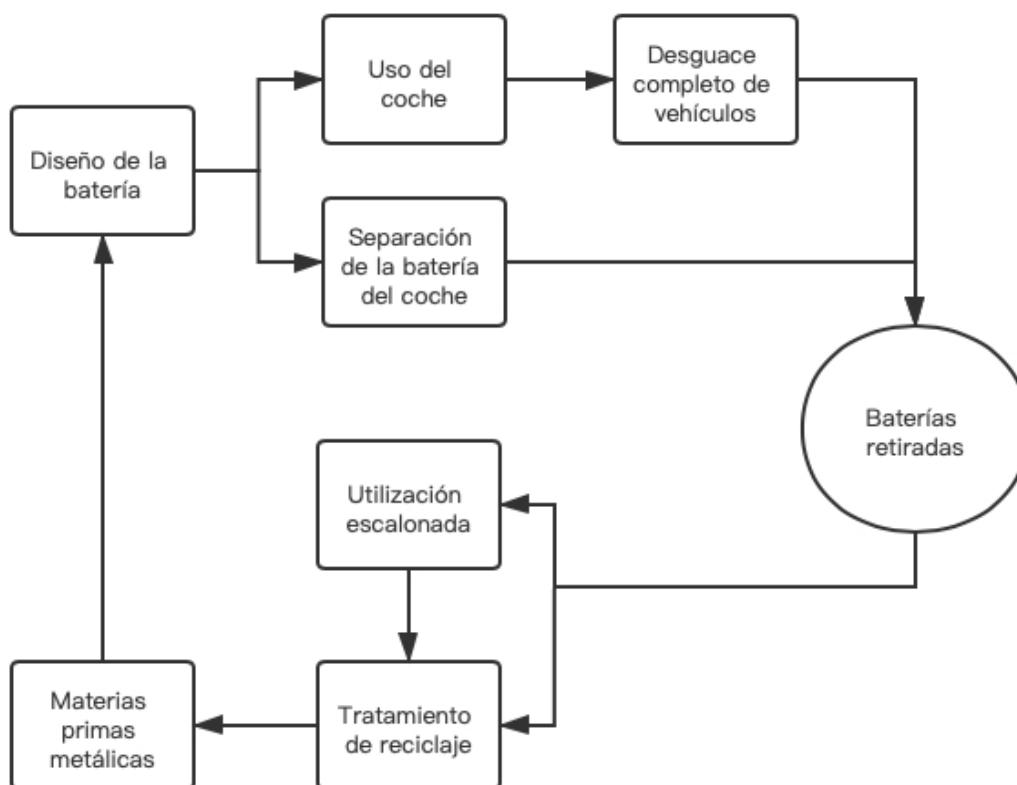 Uso del
coche
Desguace
completo de
vehículos
Diseño de la
batería
Separación
de la batería
del coche
Baterías
retiradas
Utilización
escalonada
Materias
primas
metálicas
Tratamiento
de reciclaje